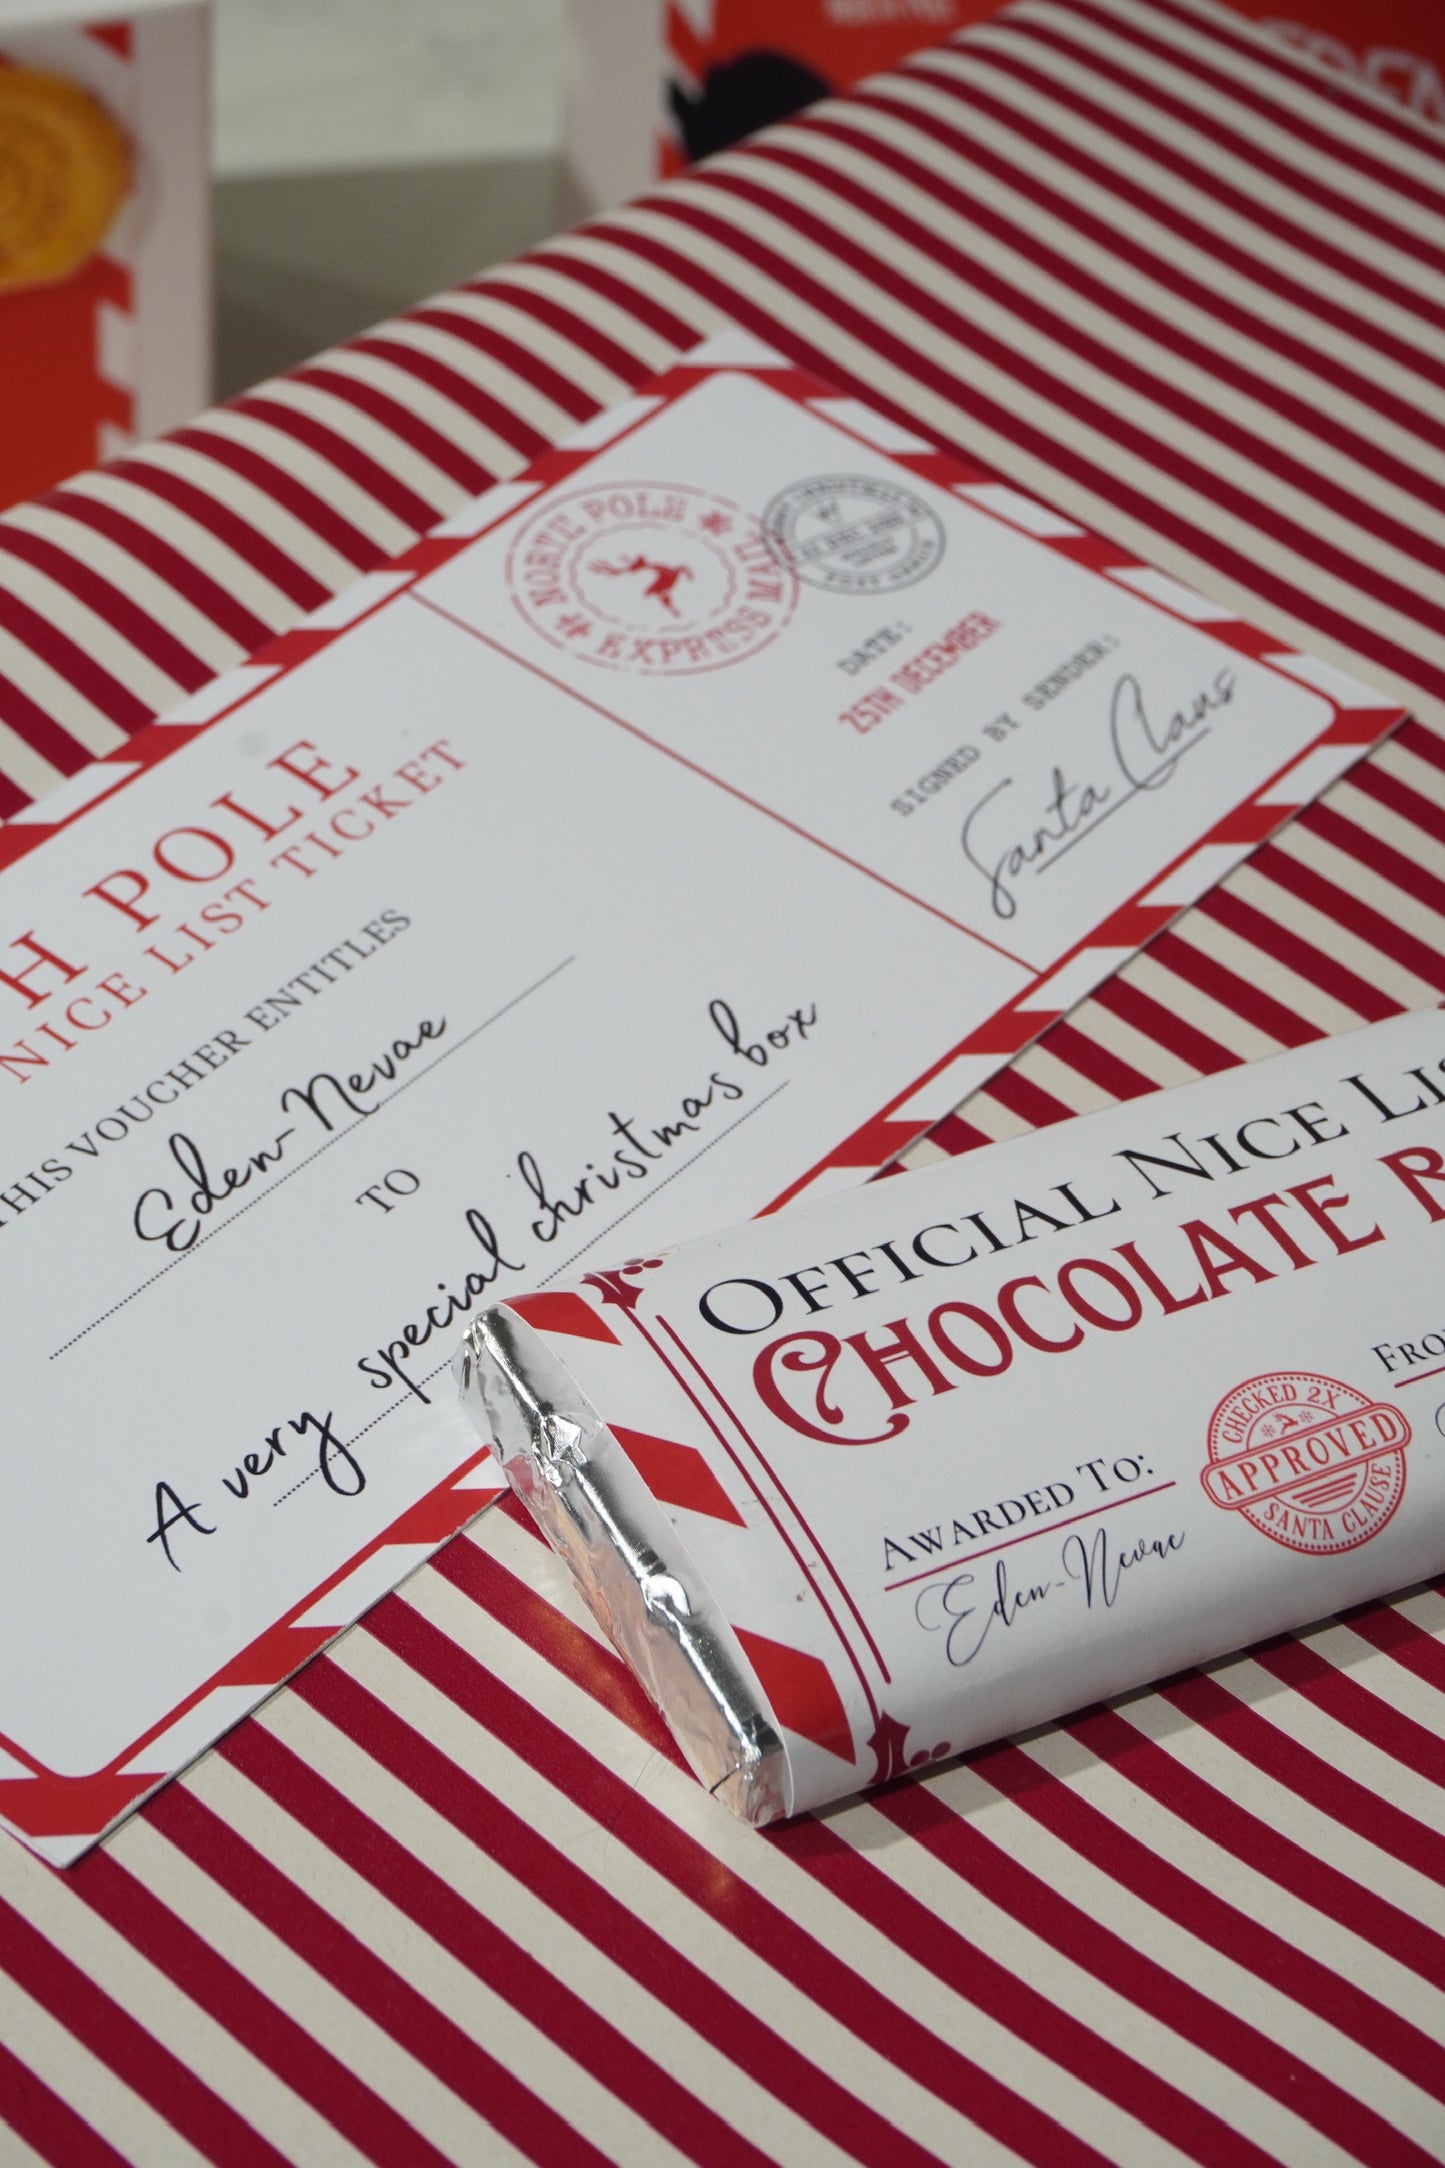 H POLE
NICE LIST TICKET
THIS VOUCHER ENTITLES
Eden-Nevae
TO
A very special christmas box
NORTH POLE
MAIL
EXPRESS
DATE:
25TH DECEMBER
SIGNED BY SENDER:
Santa Claus
OFFICIAL NICE LIS
CHOCOLATE B
AWARDED TO:
Eden-Nevae
CHECKED 2X
APPROVED
SANTA CLAUSE
FRO